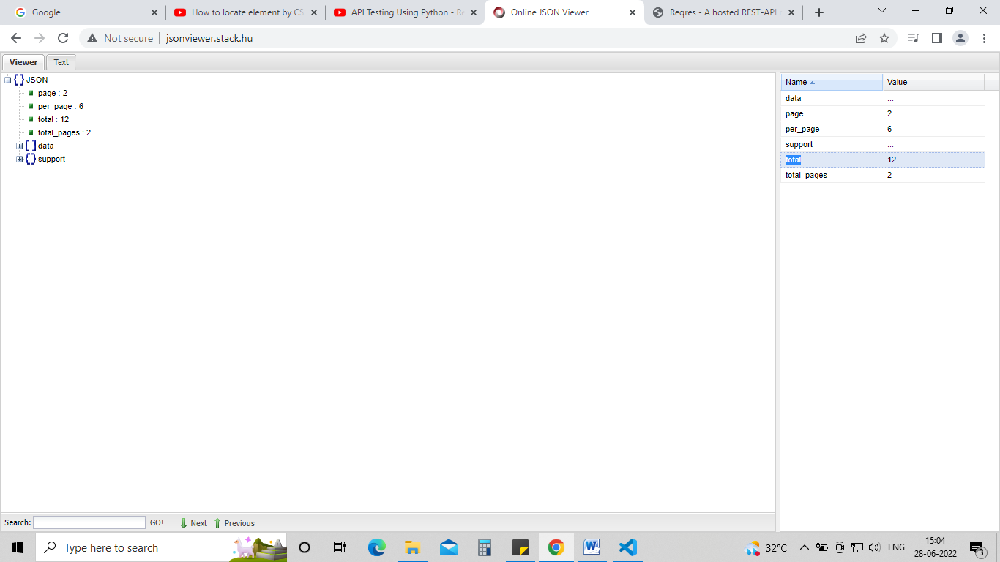 Google
How to locate element by CS
API Testing Using Python - Re
Online JSON Viewer
Reqres - A hosted REST-API r
Not secure
jsonviewer.stack.hu
Viewer
Text
JSON
page : 2
per_page : 6
total : 12
total_pages : 2
data
support
Name Value
data ...
page 2
per_page 6
support ...
total 12
total_pages 2
Search: GO! Next Previous
Type here to search
32°C
ENG
15:04
28-06-2022
3